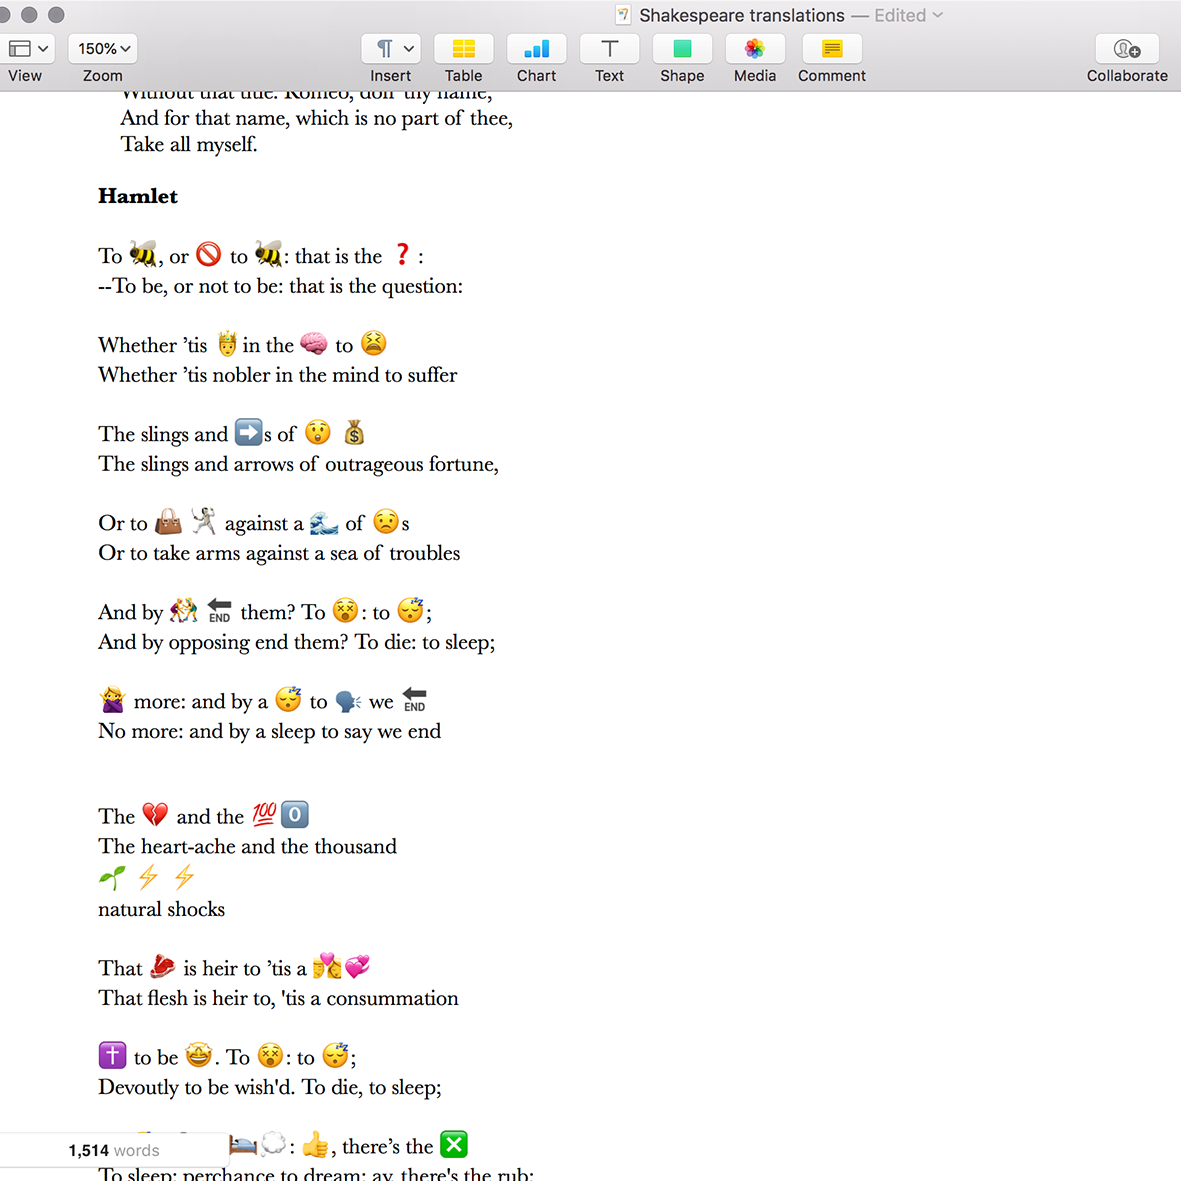 Shakespeare translations — Edited
View
150%
Zoom
Insert
Table
Chart
Text
Shape
Media
Comment
Collaborate
Without that title. Romeo, doff thy name,
And for that name, which is no part of thee,
Take all myself.
Hamlet
To 🐝, or 🚫 to 🐝: that is the ❓ :
--To be, or not to be: that is the question:
Whether ’tis 🤴 in the 🧠 to 😫
Whether ’tis nobler in the mind to suffer
The slings and ➡️s of 😲 💰
The slings and arrows of outrageous fortune,
Or to 👜 🤺 against a 🌊 of 😟s
Or to take arms against a sea of troubles
And by 🤼 🔚 them? To 😵: to 😴;
And by opposing end them? To die: to sleep;
🙅 more: and by a 😴 to 🗣 we 🔚
No more: and by a sleep to say we end
The 💔 and the 💯0️⃣
The heart-ache and the thousand
🌱 ⚡ ⚡
natural shocks
That 🥩 is heir to ’tis a 💏💞
That flesh is heir to, 'tis a consummation
✝️ to be 🤩. To 😵: to 😴;
Devoutly to be wish'd. To die, to sleep;
🛏💭: 👍, there’s the ❎
To sleep: perchance to dream: ay, there's the rub:
1,514 words